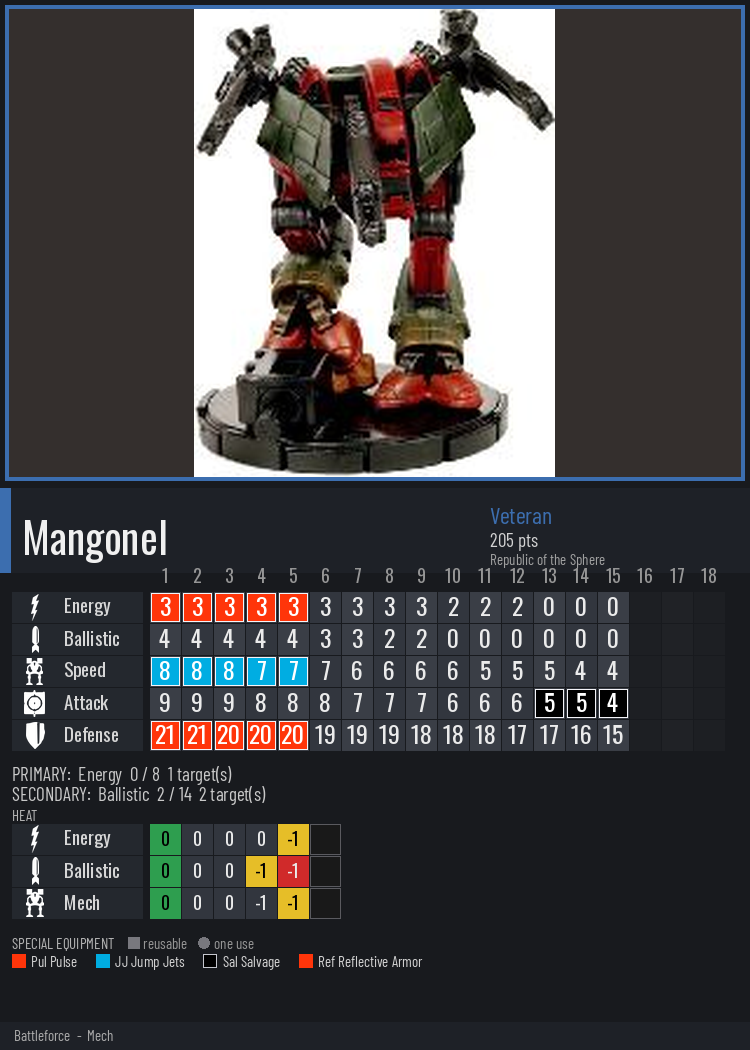 Mangonel
Veteran
205 pts
Republic of the Sphere
1 2 3 4 5 6 7 8 9 10 11 12 13 14 15 16 17 18
Energy 3 3 3 3 3 3 3 3 3 2 2 2 0 0 0
Ballistic 4 4 4 4 4 3 3 2 2 0 0 0 0 0 0
Speed 8 8 8 7 7 7 6 6 6 6 5 5 5 4 4
Attack 9 9 9 8 8 8 7 7 7 6 6 6 5 5 4
Defense 21 21 20 20 20 19 19 19 18 18 18 17 17 16 15
PRIMARY: Energy 0 / 8 1 target(s)
SECONDARY: Ballistic 2 / 14 2 target(s)
HEAT
Energy 0 0 0 0 -1
Ballistic 0 0 0 -1 -1
Mech 0 0 0 -1 -1
SPECIAL EQUIPMENT reusable one use
Pul Pulse JJ Jump Jets Sal Salvage Ref Reflective Armor
Battleforce - Mech